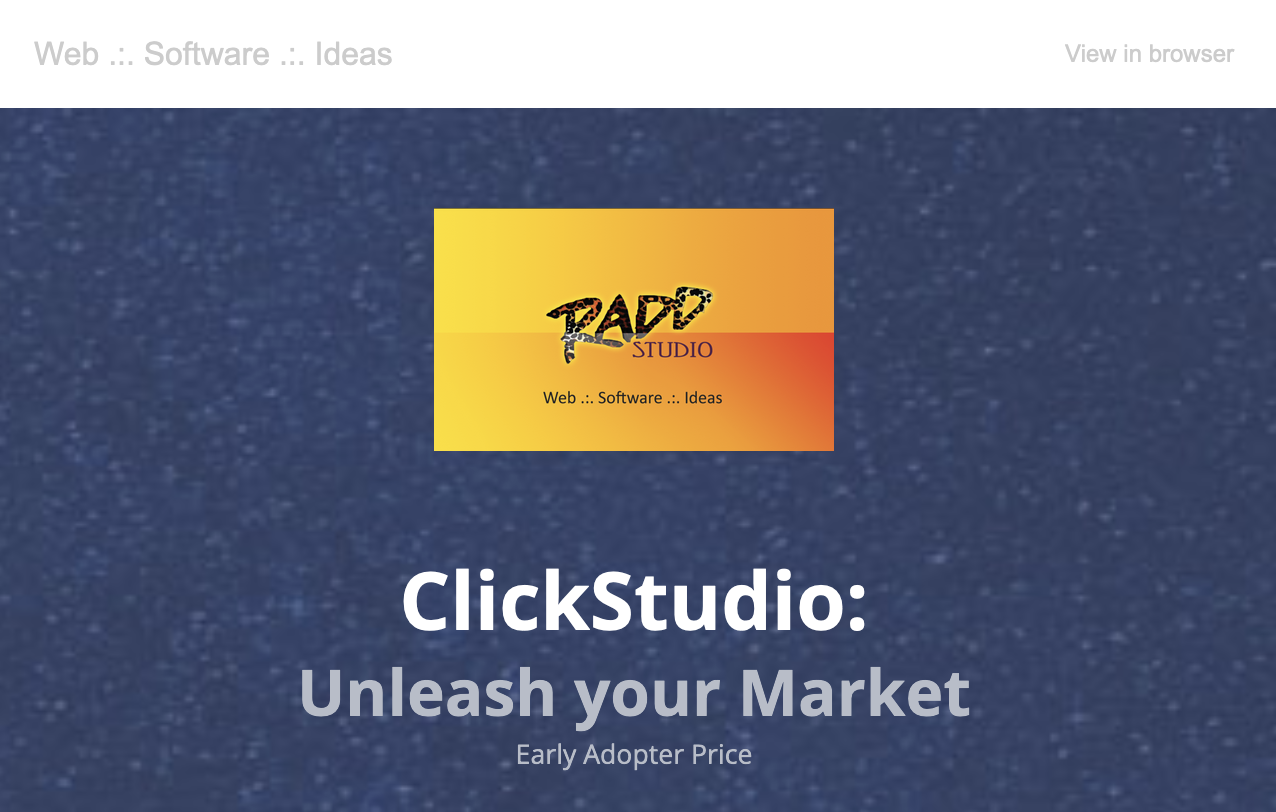 Web .:. Software .:. Ideas
View in browser
RADD
STUDIO
Web .:. Software .:. Ideas
ClickStudio:
Unleash your Market
Early Adopter Price